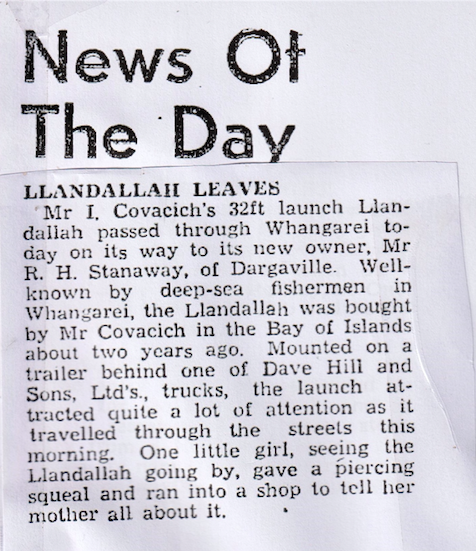 News Of
The Day
LLANDALLAH LEAVES
Mr I. Covacich's 32ft launch Llan-
dallah passed through Whangarei to-
day on its way to its new owner, Mr
R. H. Stanaway, of Dargaville. Well-
known by deep-sea fishermen in
Whangarei, the Llandallah was bought
by Mr Covacich in the Bay of Islands
about two years ago. Mounted on a
trailer behind one of Dave Hill and
Sons, Ltd's., trucks, the launch at-
tracted quite a lot of attention as it
travelled through the streets this
morning. One little girl, seeing the
Llandallah going by, gave a piercing
squeal and ran into a shop to tell her
mother all about it.